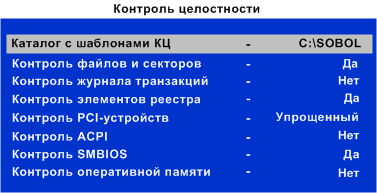 Контроль целостности
Каталог с шаблонами КЦ - C:\SOBOL
Контроль файлов и секторов - Да
Контроль журнала транзакций - Нет
Контроль элементов реестра - Да
Контроль PCI-устройств - Упрощенный
Контроль ACPI - Нет
Контроль SMBIOS - Да
Контроль оперативной памяти - Нет